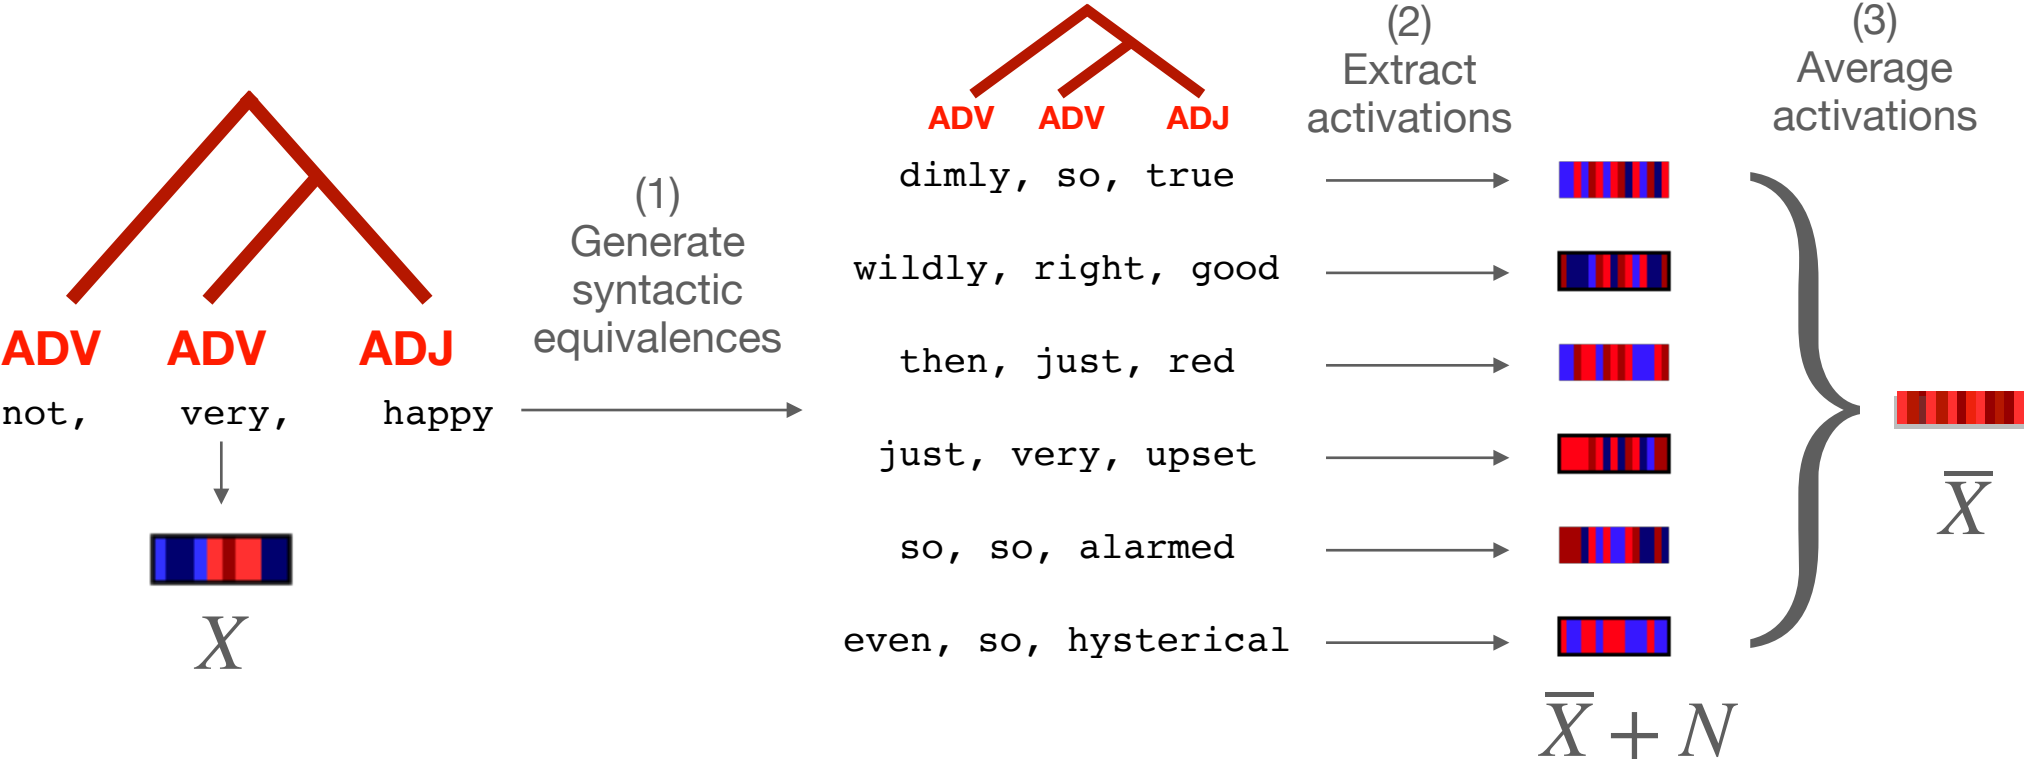 ADV ADV ADJ
not, very, happy
X
(1)
Generate
syntactic
equivalences
ADV ADV ADJ
dimly, so, true
wildly, right, good
then, just, red
just, very, upset
so, so, alarmed
even, so, hysterical
(2)
Extract
activations
X̅ + N
(3)
Average
activations
X̅